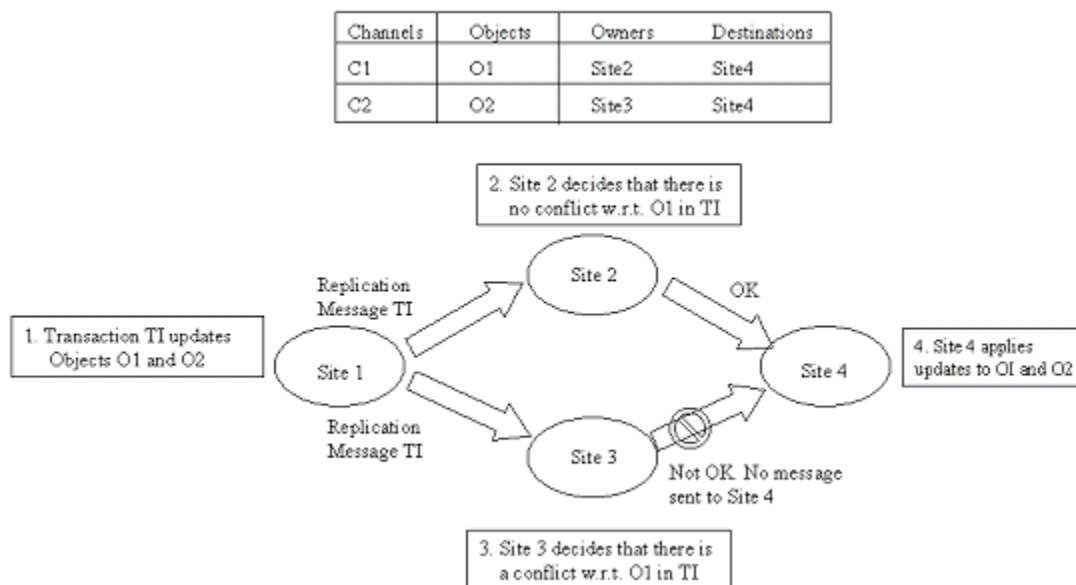 Channels Objects Owners Destinations
C1 O1 Site2 Site4
C2 O2 Site3 Site4
2. Site 2 decides that there is
no conflict w.r.t. O1 in TI
Site 2
Replication
Message TI
OK
1. Transaction TI updates
Objects O1 and O2
Site 1
Site 4
4. Site 4 applies
updates to OI and O2
Replication
Message TI
Site 3
Not OK. No message
sent to Site 4
3. Site 3 decides that there is
a conflict w.r.t. O1 in TI